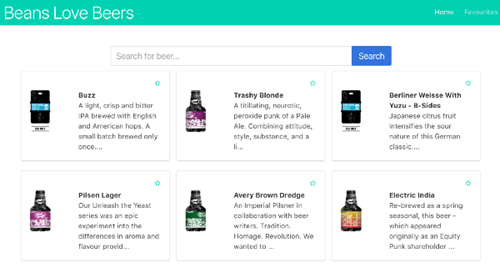 Beans Love Beers
Home Favourites
Search for beer... Search
Buzz
A light, crisp and bitter
IPA brewed with English
and American hops. A
small batch brewed only
once....
Trashy Blonde
A titillating, neurotic,
peroxide punk of a Pale
Ale. Combining attitude,
style, substance, and a
li...
Berliner Weisse With
Yuzu - B-Sides
Japanese citrus fruit
intensifies the sour
nature of this German
classic....
Pilsen Lager
Our Unleash the Yeast
series was an epic
experiment into the
differences in aroma and
flavour provid...
Avery Brown Dredge
An Imperial Pilsner in
collaboration with beer
writers. Tradition.
Homage. Revolution. We
wanted to ...
Electric India
Re-brewed as a spring
seasonal, this beer –
which appeared
originally as an Equity
Punk shareholder ...